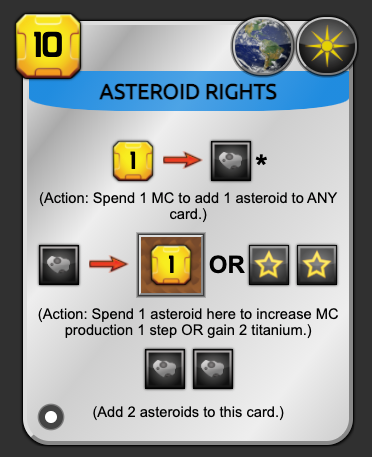 10
ASTEROID RIGHTS
1 *
(Action: Spend 1 MC to add 1 asteroid to ANY
card.)
1 OR
(Action: Spend 1 asteroid here to increase MC
production 1 step OR gain 2 titanium.)
(Add 2 asteroids to this card.)